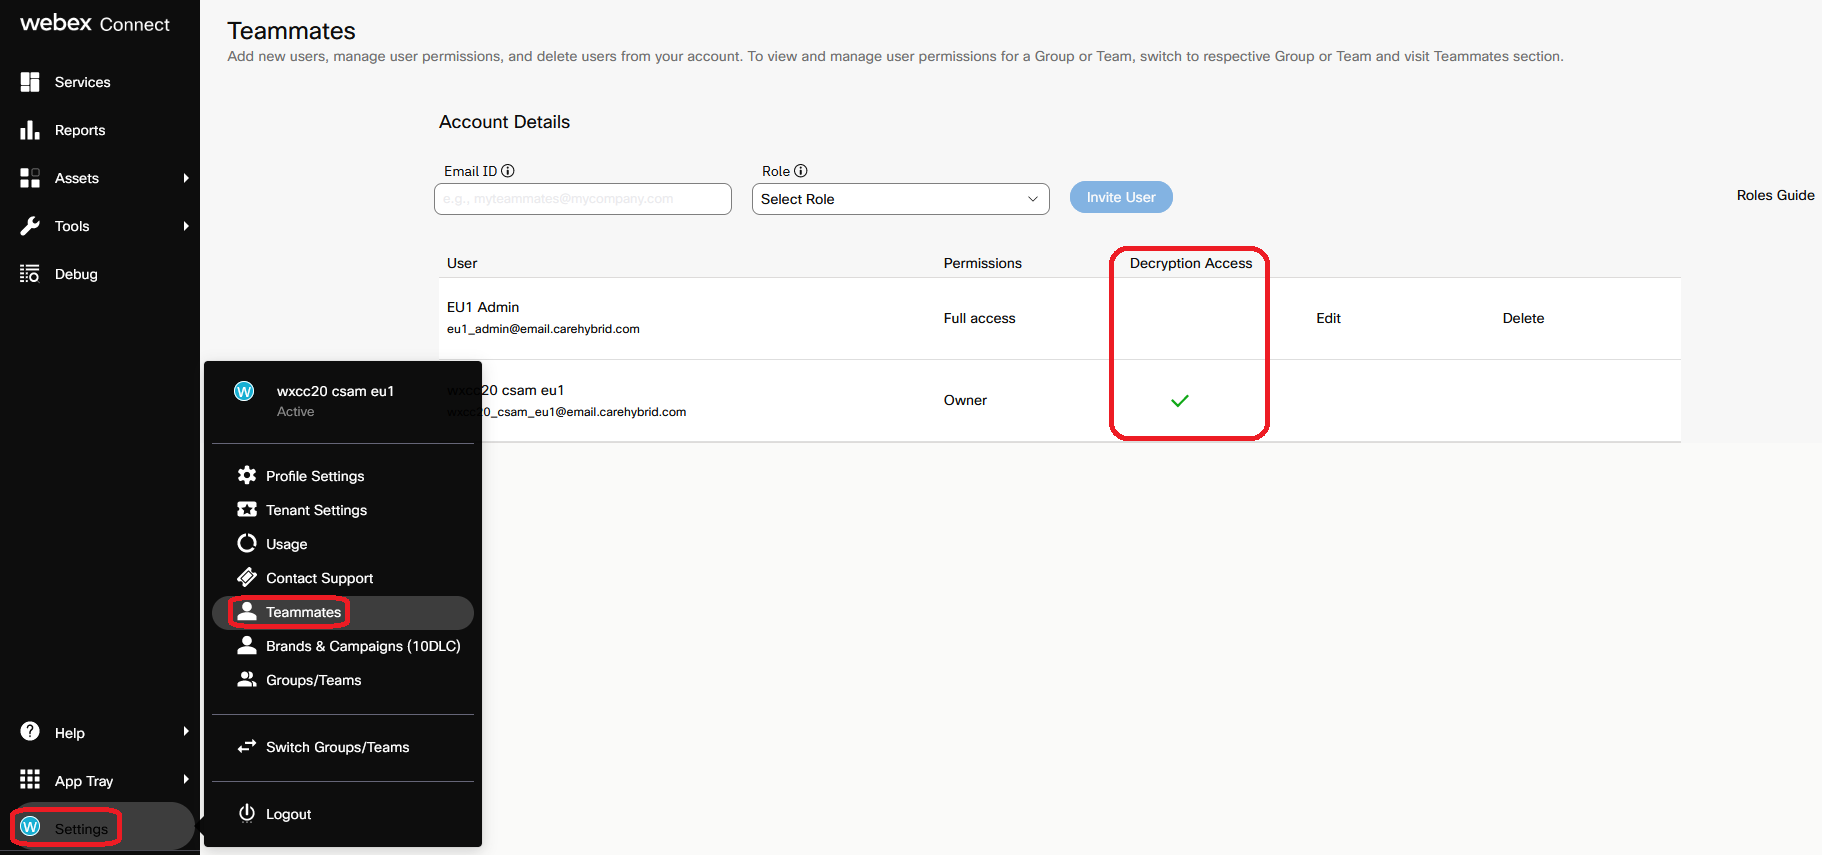 webex Connect
Services
Reports
Assets
Tools
Debug
Help
App Tray
W Settings
Teammates
Add new users, manage user permissions, and delete users from your account. To view and manage user permissions for a Group or Team, switch to respective Group or Team and visit Teammates section.
Account Details
Email ID
Role
e.g., myteammates@mycompany.com
Select Role
Invite User
Roles Guide
User Permissions Decryption Access
EU1 Admin
eu1_admin@email.carehybrid.com
Full access
Edit
Delete
wxcc20 csam eu1
wxcc20_csam_eu1@email.carehybrid.com
Owner
W wxcc20 csam eu1
Active
Profile Settings
Tenant Settings
Usage
Contact Support
Teammates
Brands & Campaigns (10DLC)
Groups/Teams
Switch Groups/Teams
Logout